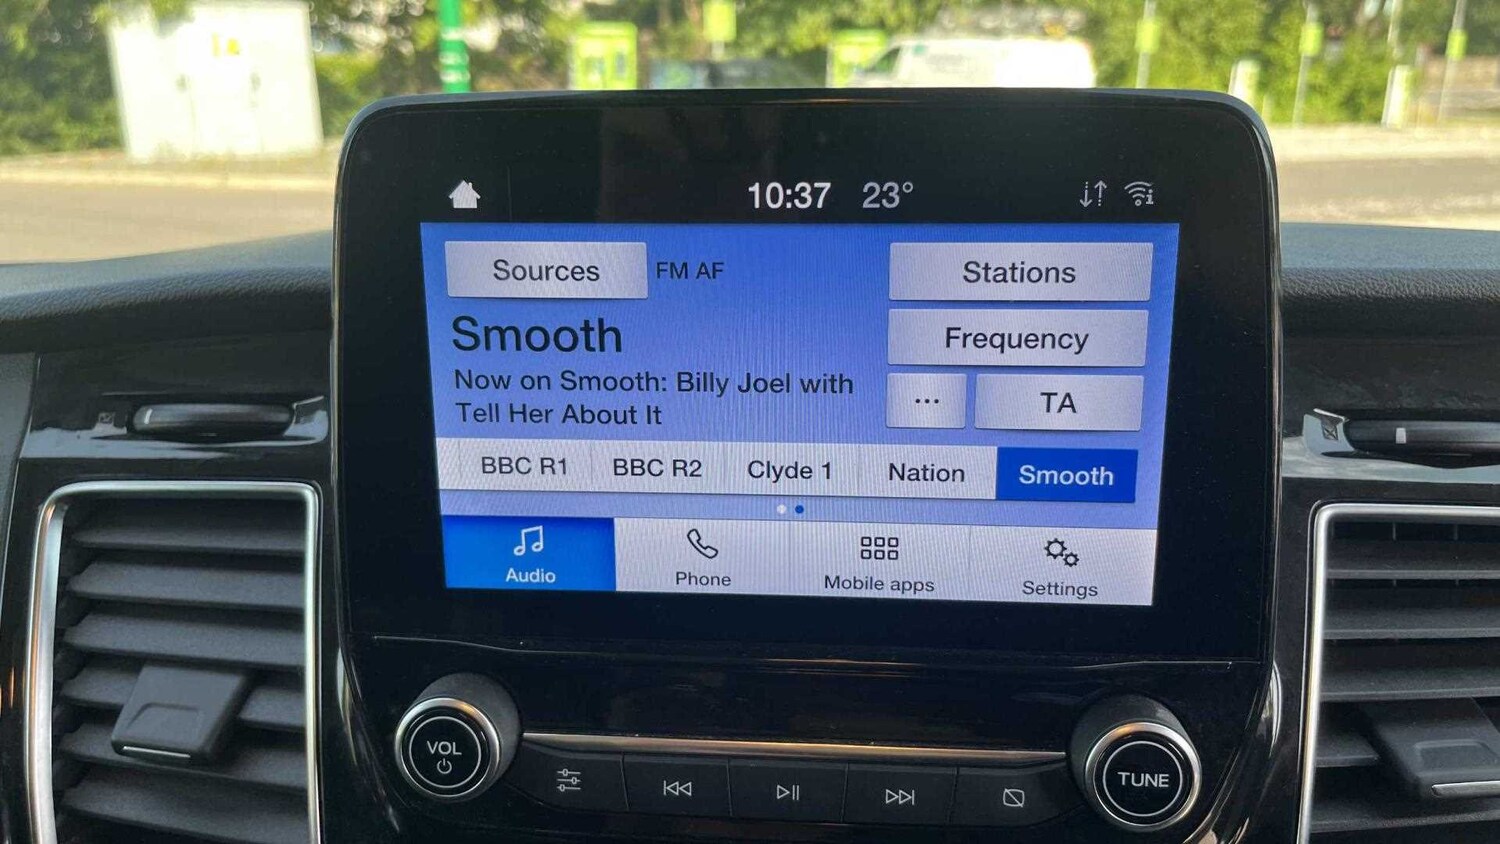 10:37 23°
Sources FM AF Stations
Smooth
Frequency
Now on Smooth: Billy Joel with
Tell Her About It
... TA
BBC R1 BBC R2 Clyde 1 Nation Smooth
Audio Phone Mobile apps Settings
VOL
TUNE